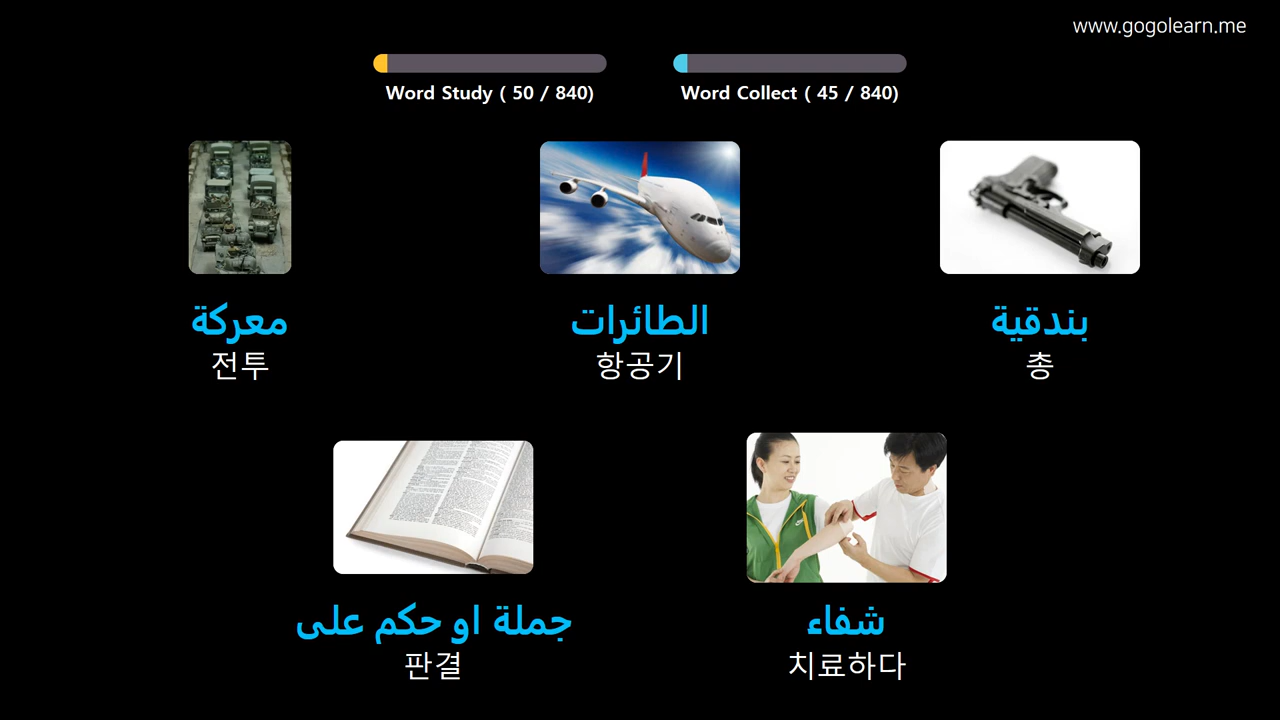 www.gogolearn.me
Word Study ( 50 / 840)
Word Collect ( 45 / 840)
معركة
전투
الطائرات
항공기
بندقية
총
جملة او حكم على
판결
شفاء
치료하다